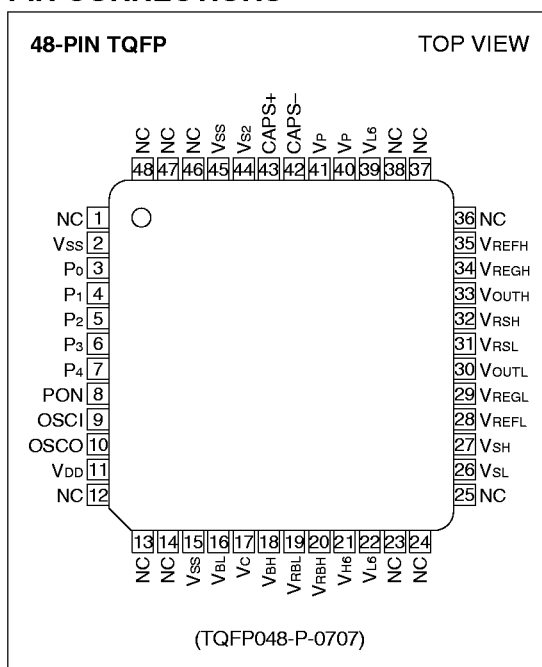 PIN CONNECTIONS
48-PIN TQFP TOP VIEW
NC NC NC VSS VS2 CAPS+ CAPS– VP VP VL6 NC NC
48 47 46 45 44 43 42 41 40 39 38 37
NC 1
VSS 2
P0 3
P1 4
P2 5
P3 6
P4 7
PON 8
OSCI 9
OSCO 10
VDD 11
NC 12
36 NC
35 VREFH
34 VREGH
33 VOUTH
32 VRSH
31 VRSL
30 VOUTL
29 VREGL
28 VREFL
27 VSH
26 VSL
25 NC
13 14 15 16 17 18 19 20 21 22 23 24
NC NC VSS VBL VC VBH VRBL VRBH VH6 VL6 NC NC
(TQFP048-P-0707)